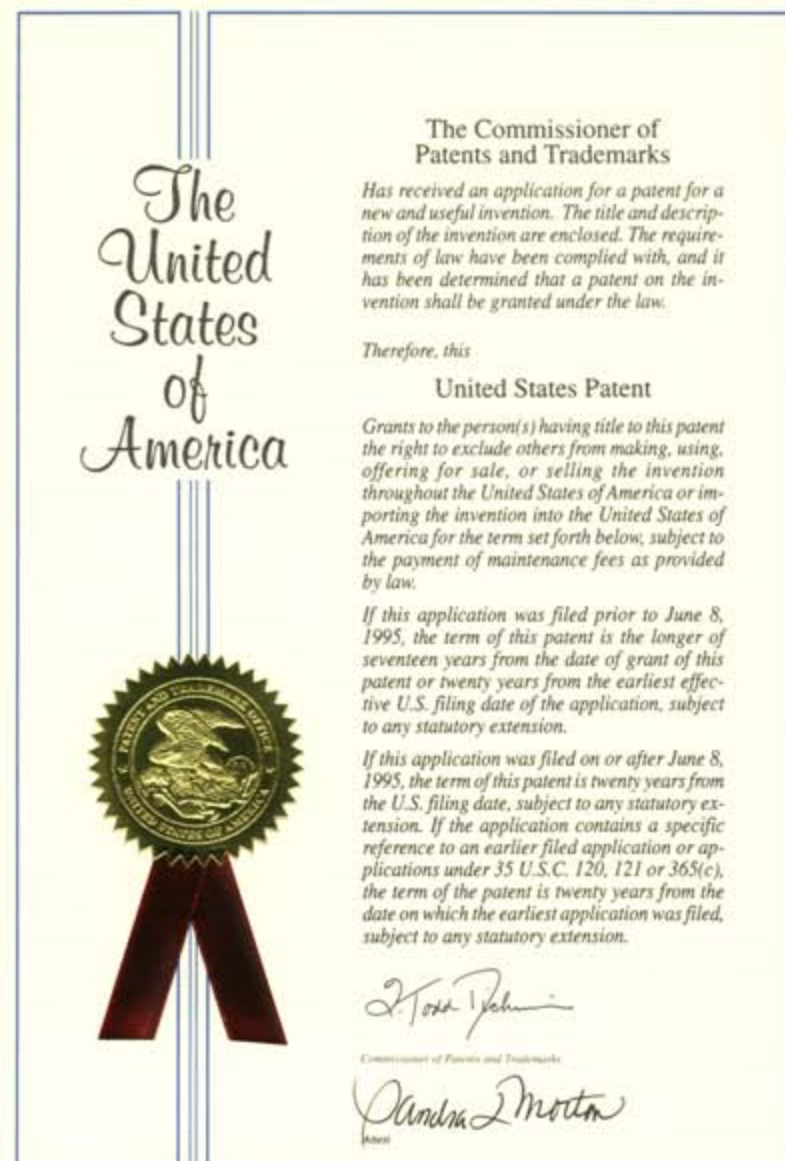 The
United
States
of
America
PATENT AND TRADEMARK OFFICE
UNITED STATES OF AMERICA
The Commissioner of
Patents and Trademarks
Has received an application for a patent for a
new and useful invention. The title and descrip-
tion of the invention are enclosed. The require-
ments of law have been complied with, and it
has been determined that a patent on the in-
vention shall be granted under the law.
Therefore, this
United States Patent
Grants to the person(s) having title to this patent
the right to exclude others from making, using,
offering for sale, or selling the invention
throughout the United States of America or im-
porting the invention into the United States of
America for the term set forth below, subject to
the payment of maintenance fees as provided
by law.
If this application was filed prior to June 8,
1995, the term of this patent is the longer of
seventeen years from the date of grant of this
patent or twenty years from the earliest effec-
tive U.S. filing date of the application, subject
to any statutory extension.
If this application was filed on or after June 8,
1995, the term of this patent is twenty years from
the U.S. filing date, subject to any statutory ex-
tension. If the application contains a specific
reference to an earlier filed application or ap-
plications under 35 U.S.C. 120, 121 or 365(c),
the term of the patent is twenty years from the
date on which the earliest application was filed,
subject to any statutory extension.
Todd
Commissioner of Patents and Trademarks
Morton
Attest